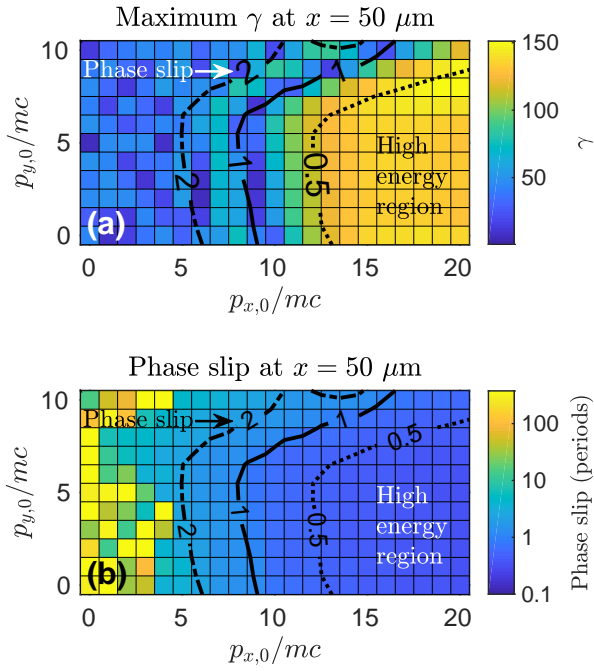 Maximum γ at x = 50 μm
10
5
0
p_{y,0}/mc
Phase slip
2
1
2
1
0.5
High
energy
region
(a)
0 5 10 15 20
p_{x,0}/mc
150
100
50
γ
Phase slip at x = 50 μm
10
5
0
p_{y,0}/mc
Phase slip
2
1
0.5
2
1
0.5
High
energy
region
(b)
0 5 10 15 20
p_{x,0}/mc
100
10
1
0.1
Phase slip (periods)